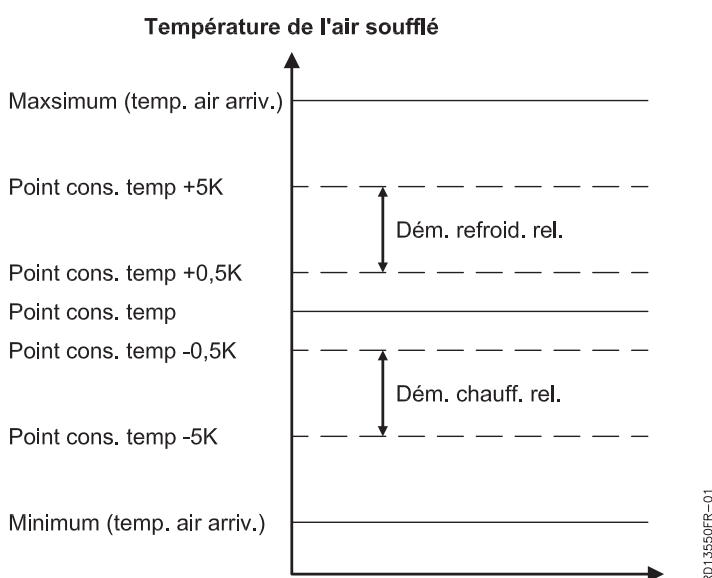 Température de l'air soufflé
Maxsimum (temp. air arriv.)
Point cons. temp +5K
Dém. refroid. rel.
Point cons. temp +0,5K
Point cons. temp
Point cons. temp -0,5K
Dém. chauff. rel.
Point cons. temp -5K
Minimum (temp. air arriv.)
RD13550FR-01